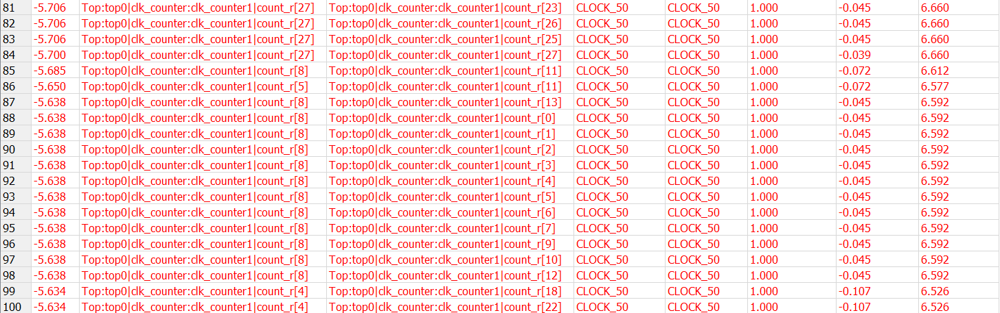 81 -5.706 Top:top0|clk_counter:clk_counter1|count_r[27] Top:top0|clk_counter:clk_counter1|count_r[23] CLOCK_50 CLOCK_50 1.000 -0.045 6.660
82 -5.706 Top:top0|clk_counter:clk_counter1|count_r[27] Top:top0|clk_counter:clk_counter1|count_r[26] CLOCK_50 CLOCK_50 1.000 -0.045 6.660
83 -5.706 Top:top0|clk_counter:clk_counter1|count_r[27] Top:top0|clk_counter:clk_counter1|count_r[25] CLOCK_50 CLOCK_50 1.000 -0.045 6.660
84 -5.700 Top:top0|clk_counter:clk_counter1|count_r[27] Top:top0|clk_counter:clk_counter1|count_r[27] CLOCK_50 CLOCK_50 1.000 -0.039 6.660
85 -5.685 Top:top0|clk_counter:clk_counter1|count_r[8] Top:top0|clk_counter:clk_counter1|count_r[11] CLOCK_50 CLOCK_50 1.000 -0.072 6.612
86 -5.650 Top:top0|clk_counter:clk_counter1|count_r[5] Top:top0|clk_counter:clk_counter1|count_r[11] CLOCK_50 CLOCK_50 1.000 -0.072 6.577
87 -5.638 Top:top0|clk_counter:clk_counter1|count_r[8] Top:top0|clk_counter:clk_counter1|count_r[13] CLOCK_50 CLOCK_50 1.000 -0.045 6.592
88 -5.638 Top:top0|clk_counter:clk_counter1|count_r[8] Top:top0|clk_counter:clk_counter1|count_r[0] CLOCK_50 CLOCK_50 1.000 -0.045 6.592
89 -5.638 Top:top0|clk_counter:clk_counter1|count_r[8] Top:top0|clk_counter:clk_counter1|count_r[1] CLOCK_50 CLOCK_50 1.000 -0.045 6.592
90 -5.638 Top:top0|clk_counter:clk_counter1|count_r[8] Top:top0|clk_counter:clk_counter1|count_r[2] CLOCK_50 CLOCK_50 1.000 -0.045 6.592
91 -5.638 Top:top0|clk_counter:clk_counter1|count_r[8] Top:top0|clk_counter:clk_counter1|count_r[3] CLOCK_50 CLOCK_50 1.000 -0.045 6.592
92 -5.638 Top:top0|clk_counter:clk_counter1|count_r[8] Top:top0|clk_counter:clk_counter1|count_r[4] CLOCK_50 CLOCK_50 1.000 -0.045 6.592
93 -5.638 Top:top0|clk_counter:clk_counter1|count_r[8] Top:top0|clk_counter:clk_counter1|count_r[5] CLOCK_50 CLOCK_50 1.000 -0.045 6.592
94 -5.638 Top:top0|clk_counter:clk_counter1|count_r[8] Top:top0|clk_counter:clk_counter1|count_r[6] CLOCK_50 CLOCK_50 1.000 -0.045 6.592
95 -5.638 Top:top0|clk_counter:clk_counter1|count_r[8] Top:top0|clk_counter:clk_counter1|count_r[7] CLOCK_50 CLOCK_50 1.000 -0.045 6.592
96 -5.638 Top:top0|clk_counter:clk_counter1|count_r[8] Top:top0|clk_counter:clk_counter1|count_r[9] CLOCK_50 CLOCK_50 1.000 -0.045 6.592
97 -5.638 Top:top0|clk_counter:clk_counter1|count_r[8] Top:top0|clk_counter:clk_counter1|count_r[10] CLOCK_50 CLOCK_50 1.000 -0.045 6.592
98 -5.638 Top:top0|clk_counter:clk_counter1|count_r[8] Top:top0|clk_counter:clk_counter1|count_r[12] CLOCK_50 CLOCK_50 1.000 -0.045 6.592
99 -5.634 Top:top0|clk_counter:clk_counter1|count_r[4] Top:top0|clk_counter:clk_counter1|count_r[18] CLOCK_50 CLOCK_50 1.000 -0.107 6.526
100 -5.634 Top:top0|clk_counter:clk_counter1|count_r[4] Top:top0|clk_counter:clk_counter1|count_r[22] CLOCK_50 CLOCK_50 1.000 -0.107 6.526